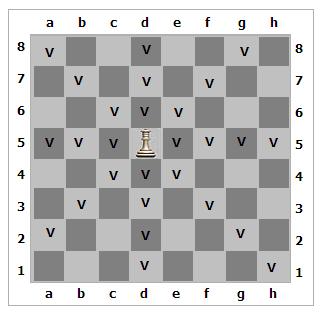 a b c d e f g h
8 V V V 8
7 V V V 7
6 V V V 6
5 V V V V V V V 5
4 V V V 4
3 V V V 3
2 V V V 2
1 V V 1
a b c d e f g h